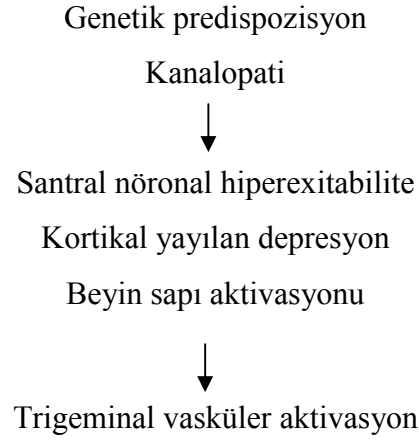 Genetik predispozisyon
Kanalopati
Santral nöronal hiperexitabilite
Kortikal yayılan depresyon
Beyin sapı aktivasyonu
Trigeminal vasküler aktivasyon